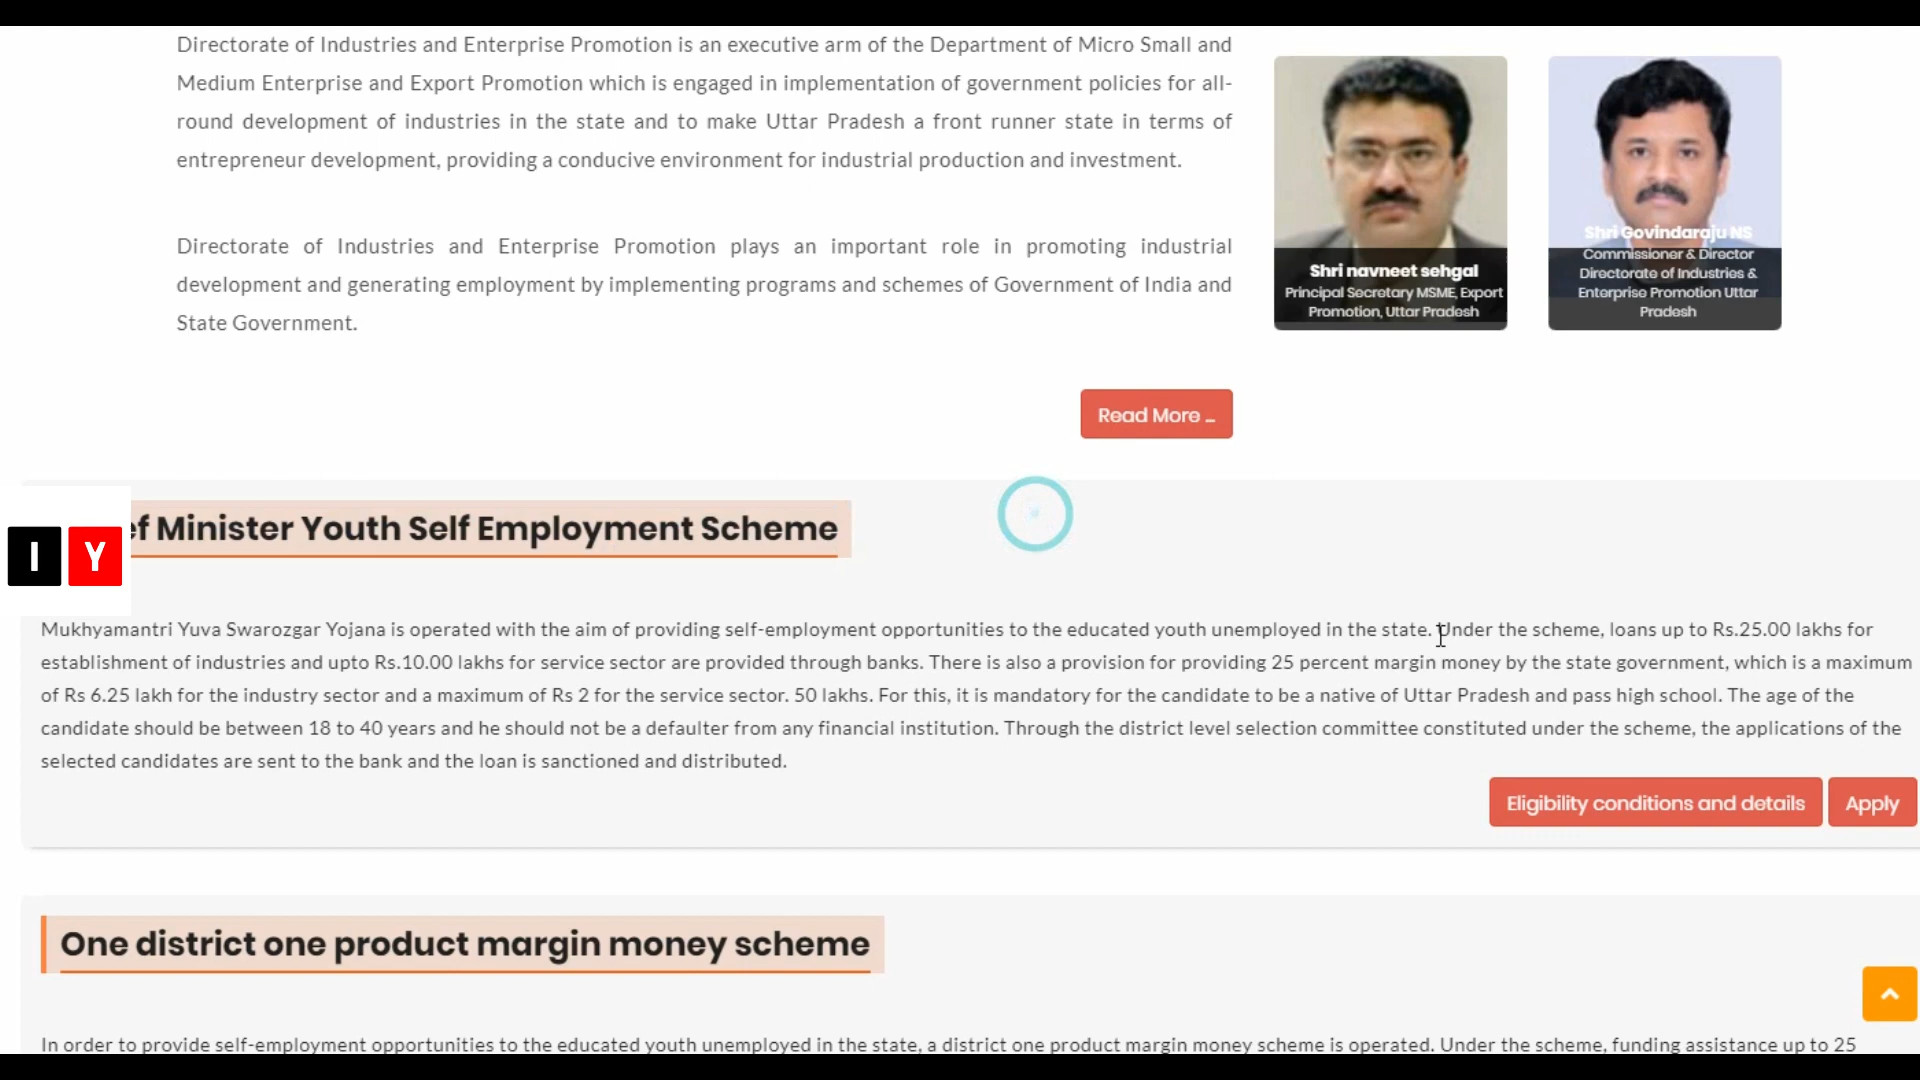 Directorate of Industries and Enterprise Promotion is an executive arm of the Department of Micro Small and
Medium Enterprise and Export Promotion which is engaged in implementation of government policies for all-
round development of industries in the state and to make Uttar Pradesh a front runner state in terms of
entrepreneur development, providing a conducive environment for industrial production and investment.
Directorate of Industries and Enterprise Promotion plays an important role in promoting industrial
development and generating employment by implementing programs and schemes of Government of India and
State Government.
Shri navneet sehgal
Principal Secretary MSME, Export
Promotion, Uttar Pradesh
Shri Govindaraju NS
Commissioner & Director
Directorate of Industries &
Enterprise Promotion Uttar
Pradesh
Read More ...
I Y
ef Minister Youth Self Employment Scheme
Mukhyamantri Yuva Swarozgar Yojana is operated with the aim of providing self-employment opportunities to the educated youth unemployed in the state. Under the scheme, loans up to Rs.25.00 lakhs for
establishment of industries and upto Rs.10.00 lakhs for service sector are provided through banks. There is also a provision for providing 25 percent margin money by the state government, which is a maximum
of Rs 6.25 lakh for the industry sector and a maximum of Rs 2 for the service sector. 50 lakhs. For this, it is mandatory for the candidate to be a native of Uttar Pradesh and pass high school. The age of the
candidate should be between 18 to 40 years and he should not be a defaulter from any financial institution. Through the district level selection committee constituted under the scheme, the applications of the
selected candidates are sent to the bank and the loan is sanctioned and distributed.
Eligibility conditions and details
Apply
One district one product margin money scheme
In order to provide self-employment opportunities to the educated youth unemployed in the state, a district one product margin money scheme is operated. Under the scheme, funding assistance up to 25